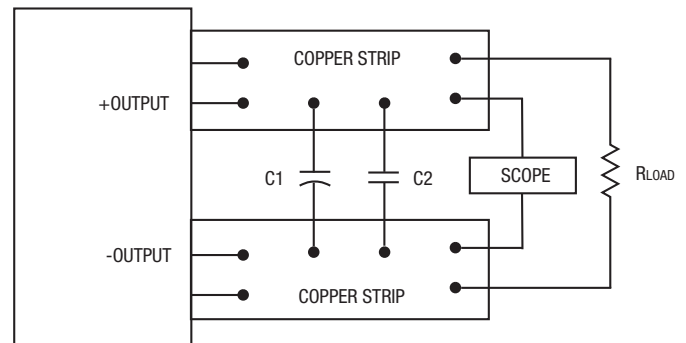 COPPER STRIP
+OUTPUT
C1
C2
SCOPE
RLOAD
-OUTPUT
COPPER STRIP